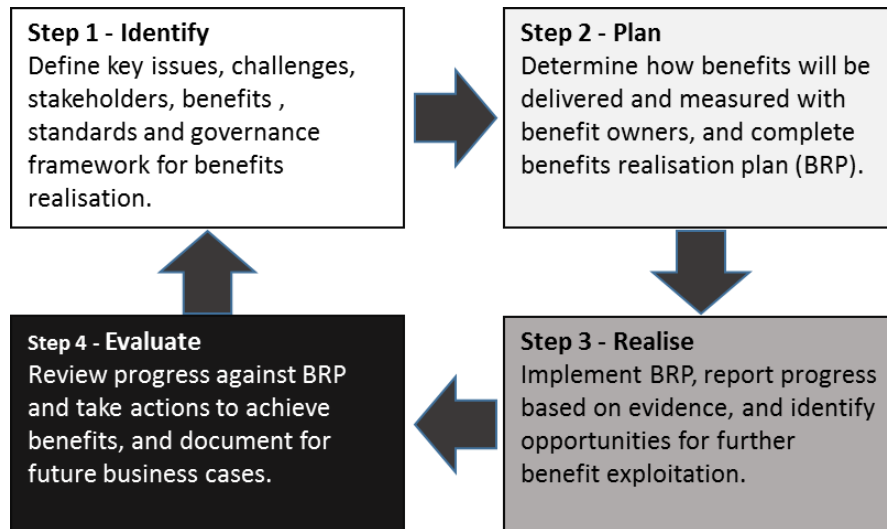 Step 1 - Identify
Define key issues, challenges,
stakeholders, benefits ,
standards and governance
framework for benefits
realisation.
Step 2 - Plan
Determine how benefits will be
delivered and measured with
benefit owners, and complete
benefits realisation plan (BRP).
Step 3 - Realise
Implement BRP, report progress
based on evidence, and identify
opportunities for further
benefit exploitation.
Step 4 - Evaluate
Review progress against BRP
and take actions to achieve
benefits, and document for
future business cases.